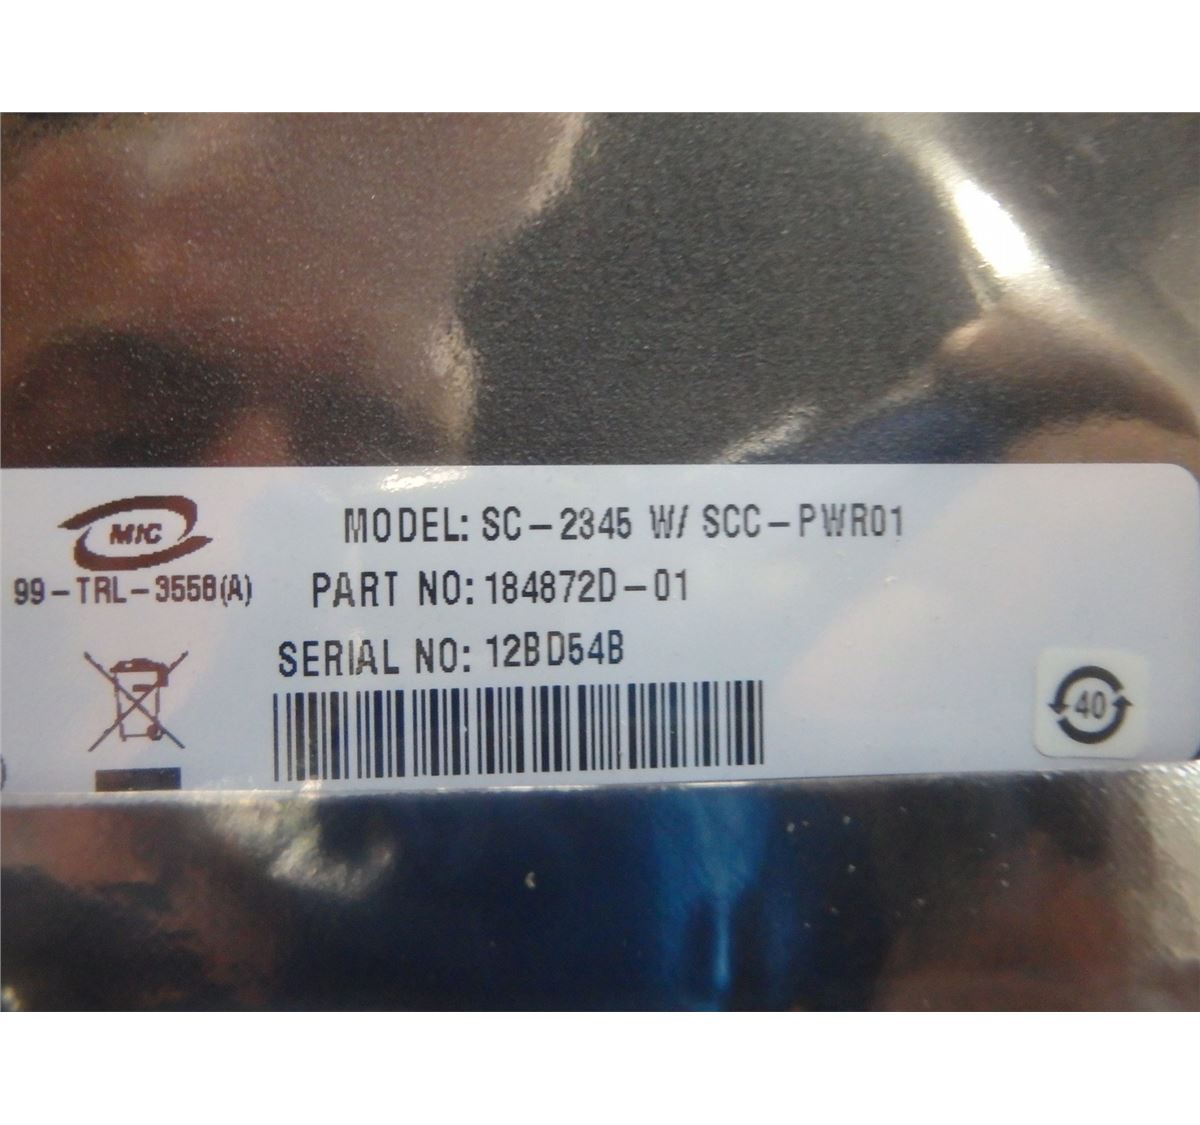 MIC
MODEL: SC-2345 W/ SCC-PWR01
99-TRL-3558(A)
PART NO: 184872D-01
SERIAL NO: 12BD54B
40